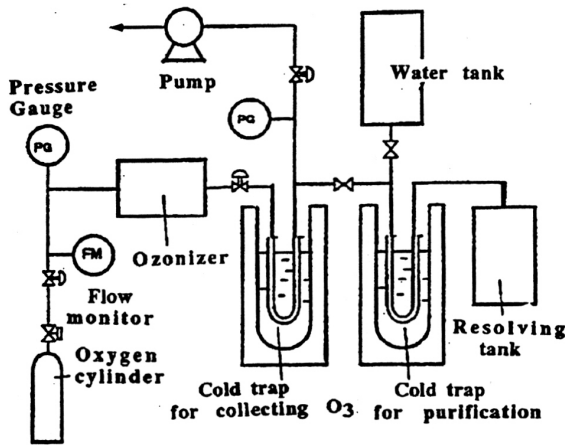 Pump
Water tank
Pressure
Gauge
PG
PG
FM
Ozonizer
Flow
monitor
Oxygen
cylinder
Resolving
tank
Cold trap
for collecting O3
Cold trap
for purification